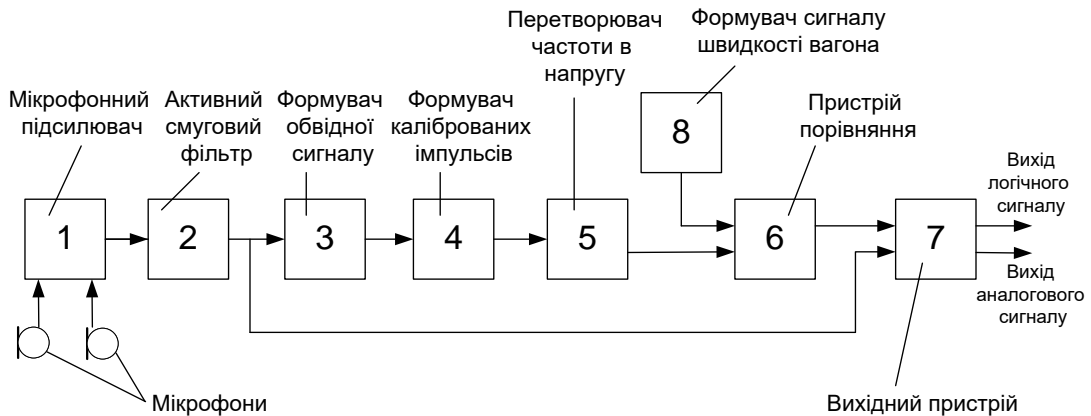 Перетворювач
частоти в
напругу
Формувач сигналу
швидкості вагона
Мікрофонний
підсилювач
Активний
смуговий
фільтр
Формувач
обвідної
сигналу
Формувач
каліброваних
імпульсів
Пристрій
порівняння
8
Вихід
логічного
сигналу
1
2
3
4
5
6
7
Вихід
аналогового
сигналу
Мікрофони
Вихідний пристрій